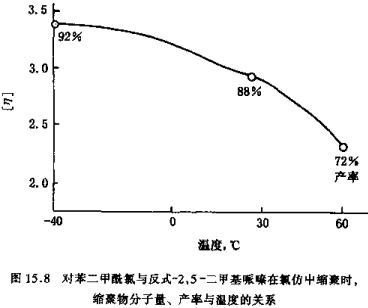 3.5
92%
3.0
88%
[η]
2.5
72%
产率
2.0
-40
0
30
60
温度,℃
图 15.8 对苯二甲酰氯与反式-2,5-二甲基哌嗪在氯仿中缩聚时,
缩聚物分子量、产率与温度的关系